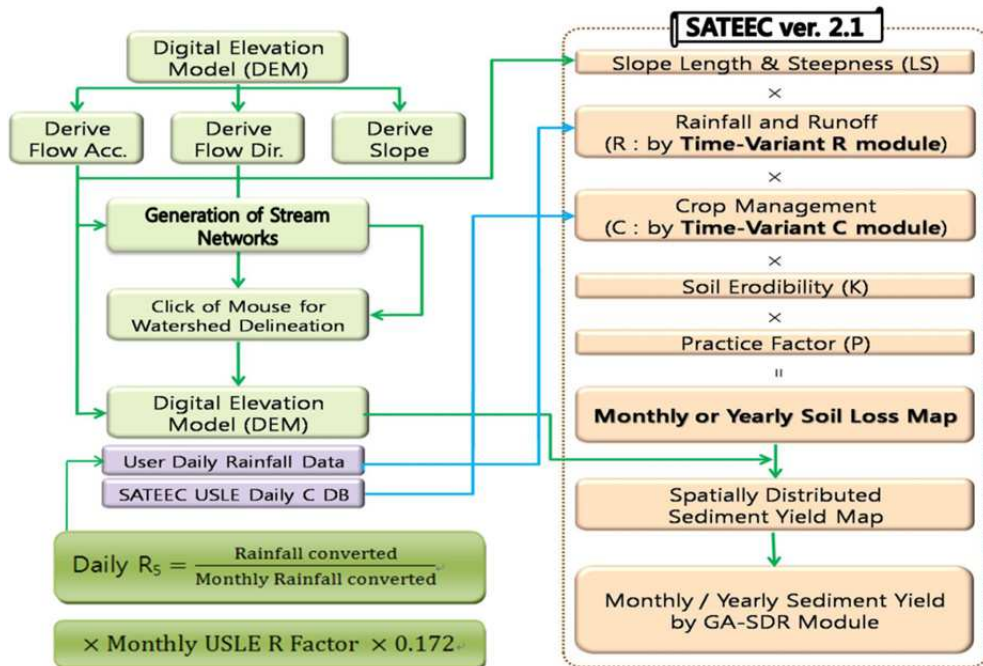 Digital Elevation
Model (DEM)
Derive
Flow Acc.
Derive
Flow Dir.
Derive
Slope
Generation of Stream
Networks
Click of Mouse for
Watershed Delineation
Digital Elevation
Model (DEM)
User Daily Rainfall Data
SATEEC USLE Daily C DB
Daily R₅ = Rainfall converted
Monthly Rainfall converted
× Monthly USLE R Factor × 0.172
SATEEC ver. 2.1
Slope Length & Steepness (LS)
×
Rainfall and Runoff
(R : by Time-Variant R module)
×
Crop Management
(C : by Time-Variant C module)
×
Soil Erodibility (K)
×
Practice Factor (P)
=
Monthly or Yearly Soil Loss Map
Spatially Distributed
Sediment Yield Map
Monthly / Yearly Sediment Yield
by GA-SDR Module